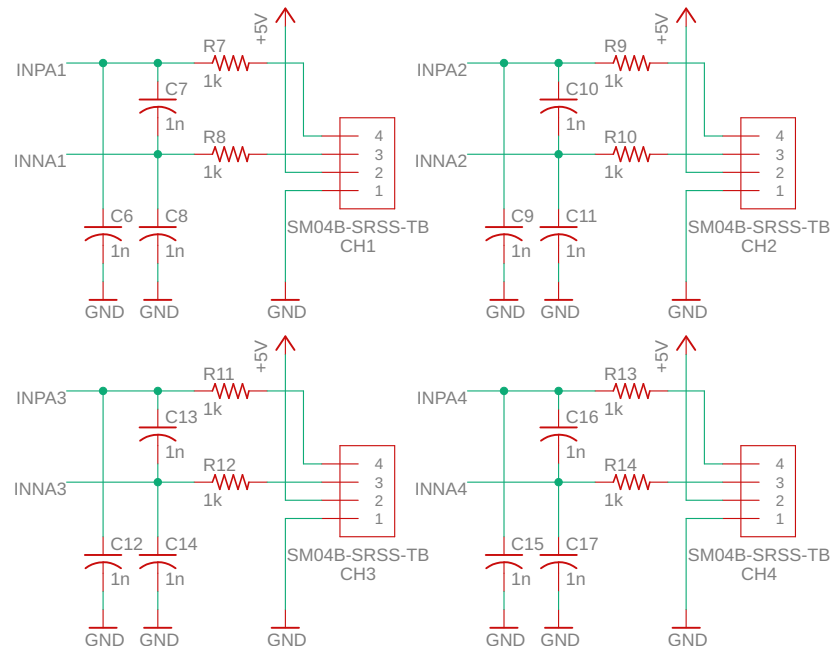 +5V
R7
INPA1
1k
C7
1n
R8
INNA1
1k
4
3
2
1
C6
C8
1n
1n
SM04B-SRSS-TB
CH1
GND
GND
GND
+5V
R9
INPA2
1k
C10
1n
R10
INNA2
1k
4
3
2
1
C9
C11
1n
1n
SM04B-SRSS-TB
CH2
GND
GND
GND
+5V
R11
INPA3
1k
C13
1n
R12
INNA3
1k
4
3
2
1
C12
C14
1n
1n
SM04B-SRSS-TB
CH3
GND
GND
GND
+5V
R13
INPA4
1k
C16
1n
R14
INNA4
1k
4
3
2
1
C15
C17
1n
1n
SM04B-SRSS-TB
CH4
GND
GND
GND